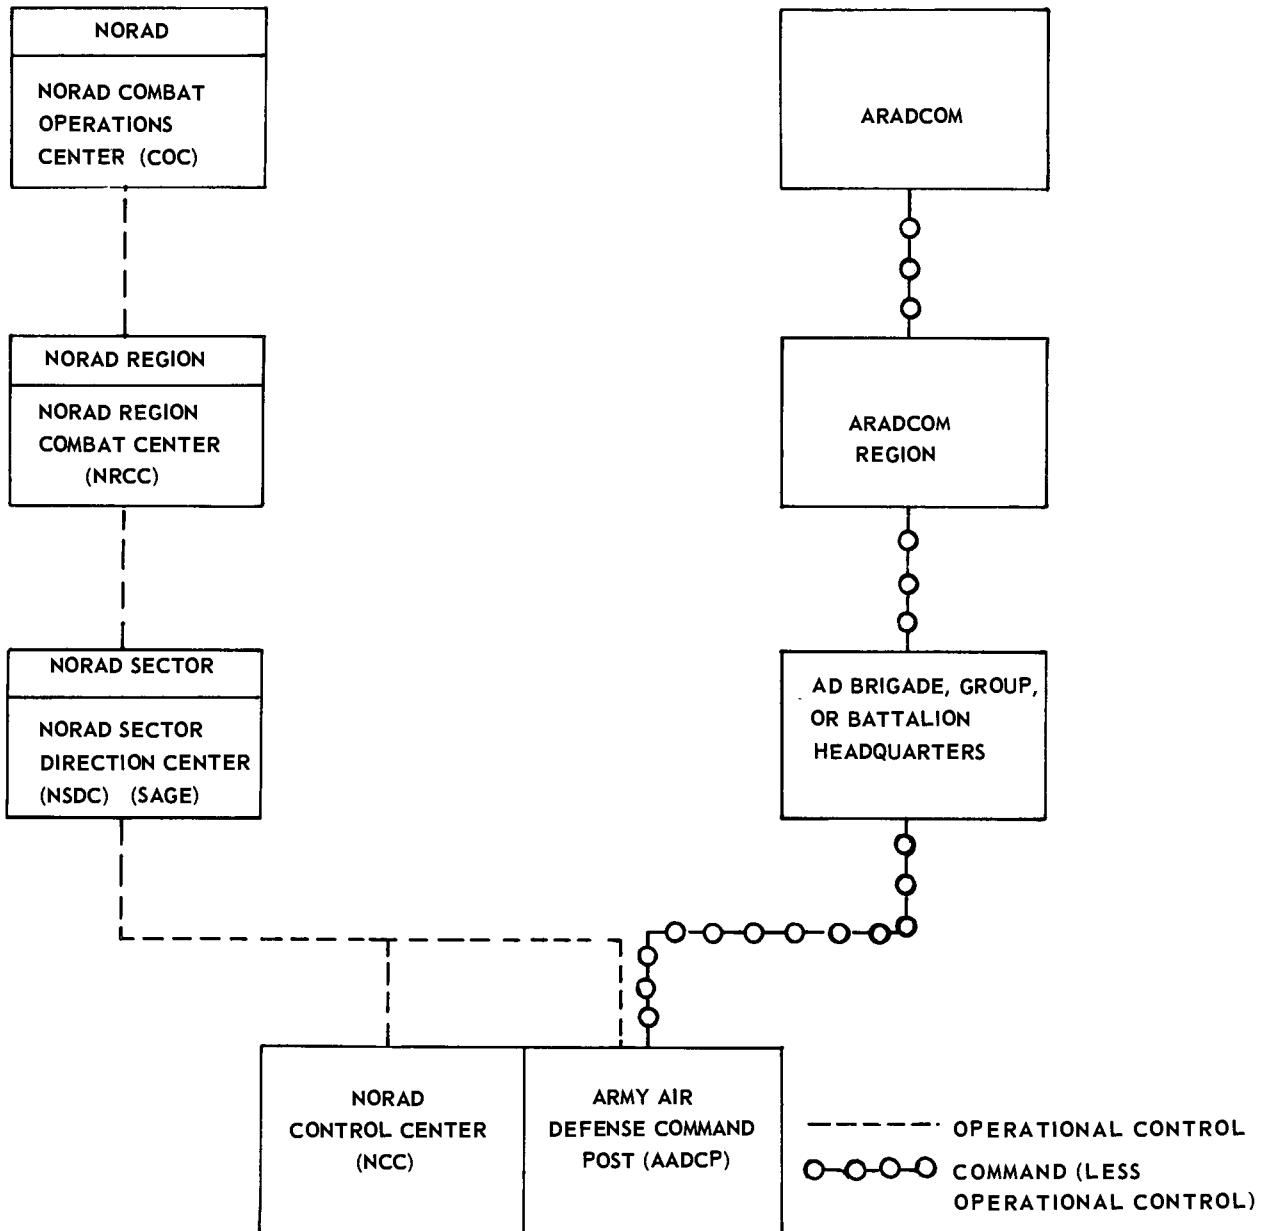 NORAD
NORAD COMBAT
OPERATIONS
CENTER (COC)
ARADCOM
NORAD REGION
NORAD REGION
COMBAT CENTER
(NRCC)
ARADCOM
REGION
NORAD SECTOR
NORAD SECTOR
DIRECTION CENTER
(NSDC) (SAGE)
AD BRIGADE, GROUP,
OR BATTALION
HEADQUARTERS
NORAD
CONTROL CENTER
(NCC)
ARMY AIR
DEFENSE COMMAND
POST (AADCP)
OPERATIONAL CONTROL
COMMAND (LESS
OPERATIONAL CONTROL)